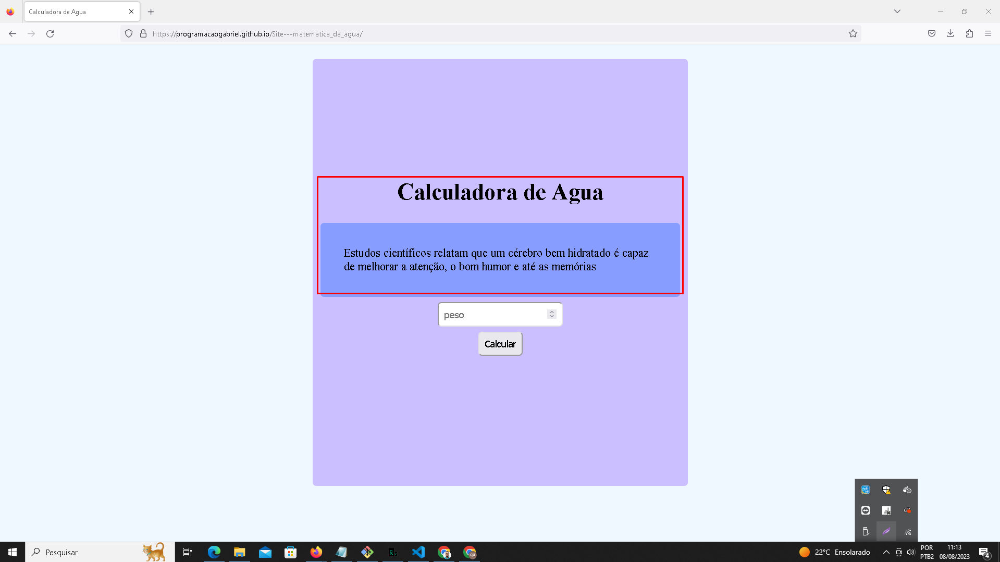 Calculadora de Agua
https://programacaogabriel.github.io/Site---matematica_da_agua/
Calculadora de Agua
Estudos científicos relatam que um cérebro bem hidratado é capaz
de melhorar a atenção, o bom humor e até as memórias
peso
Calcular
Pesquisar
22°C Ensolarado
POR
PTB2
11:13
08/08/2023
4